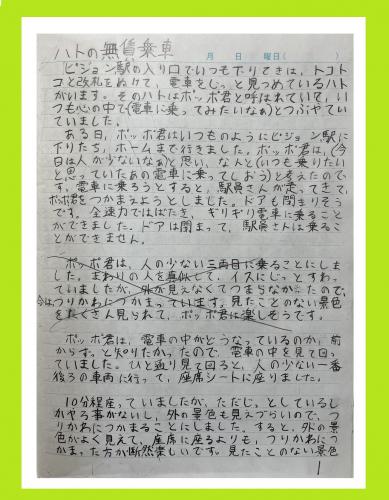 ハトの無賃乗車
月 日 曜日( )
ビジョン駅の入り口でいつも下りてきは、トコト
コと改札をぬけて、電車をじっと見つめているハト
がいます。そのハトはポッポ君と呼ばれていて、い
つも心の中で(電車に乗ってみたいなぁ)とつぶやい
ていました。
ある日、ポッポ君はいつものようにビジョン駅に
下りたち、ホームまで行きました。ポッポ君は、(今
日は人が少ないなぁ)と思い、なんと(いつも乗りたい
と思っていたあの電車に乗ってしおう)と考えたので
す。電車に乗ろうとすると、駅員さんが走ってきて、
ポッポ君をつかまえようとしました。ドアも閉まりそう
です。全速力ではばたき、ギリギリ電車に乗ること
ができました。ドアは閉まって、駅員さんは乗るこ
とができません。
ポッポ君は、人の少ない三両目に乗ることにしま
した。まわりの人を真似して、イスにじっとすわっ
ていましたが、外が見えなくてつまらなかったので、
今はつりかわにつかまっています。見たことのない景色
をたくさん見られて、ポッポ君は楽しそうです。
ポッポ君は、電車の中がどうなっているのか、前
からずっと知りたかったので、電車の中を見て回っ
ていました。ひと通り見て回ると、人の少ない一番
後ろの車両に行って、座席シートに座りました。
10分程座っていましたが、ただじっとしているし
かやる事がないし、外の景色も見えづらいので、つ
りかわにつかまることにしました。すると、外の景
色がよく見えて、座席に座るよりも、つりかわにつ
かまった方が断然楽しいです。見たことのない景色
1